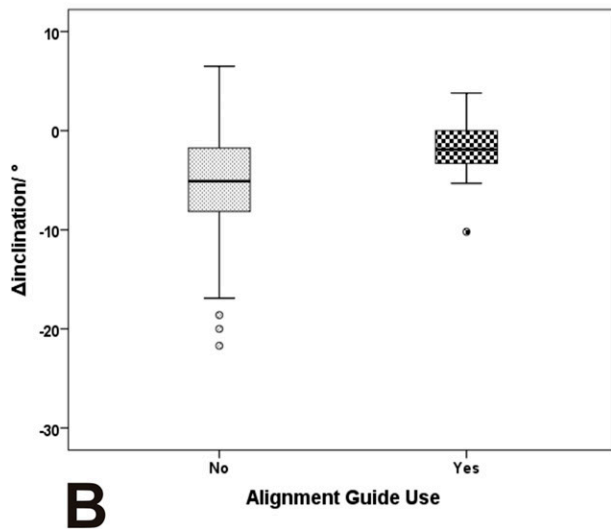 10
0
-10
-20
-30
Δinclination/ °
No Yes
Alignment Guide Use
B